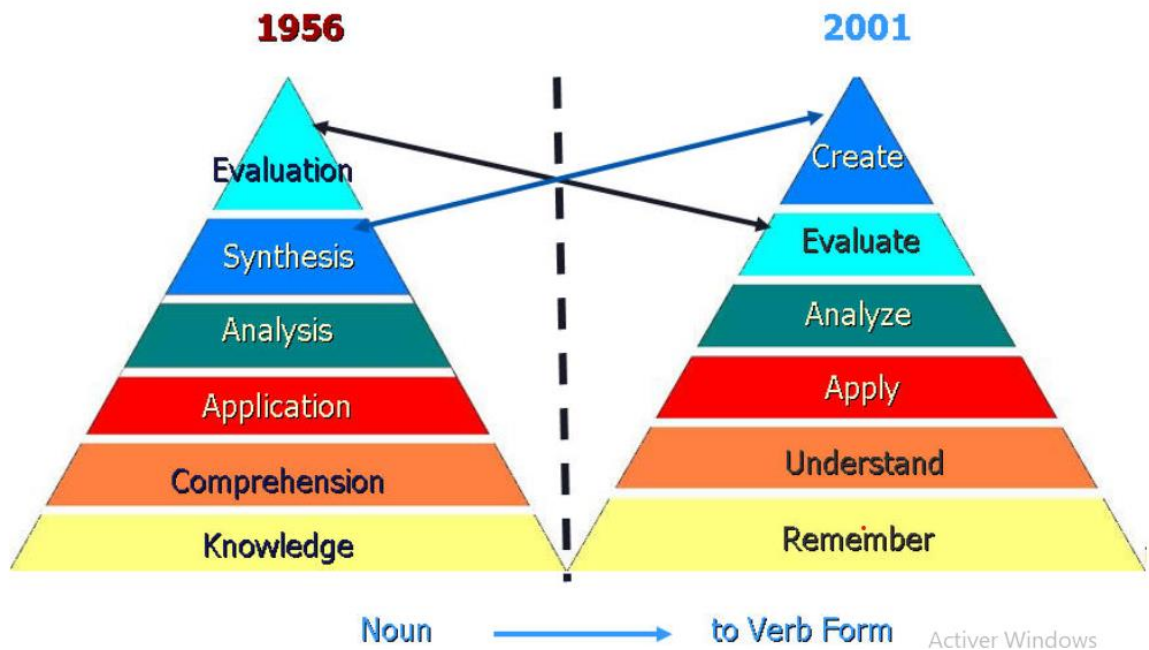 1956
2001
Evaluation
Synthesis
Analysis
Application
Comprehension
Knowledge
Create
Evaluate
Analyze
Apply
Understand
Remember
Noun to Verb Form
Activer Windows